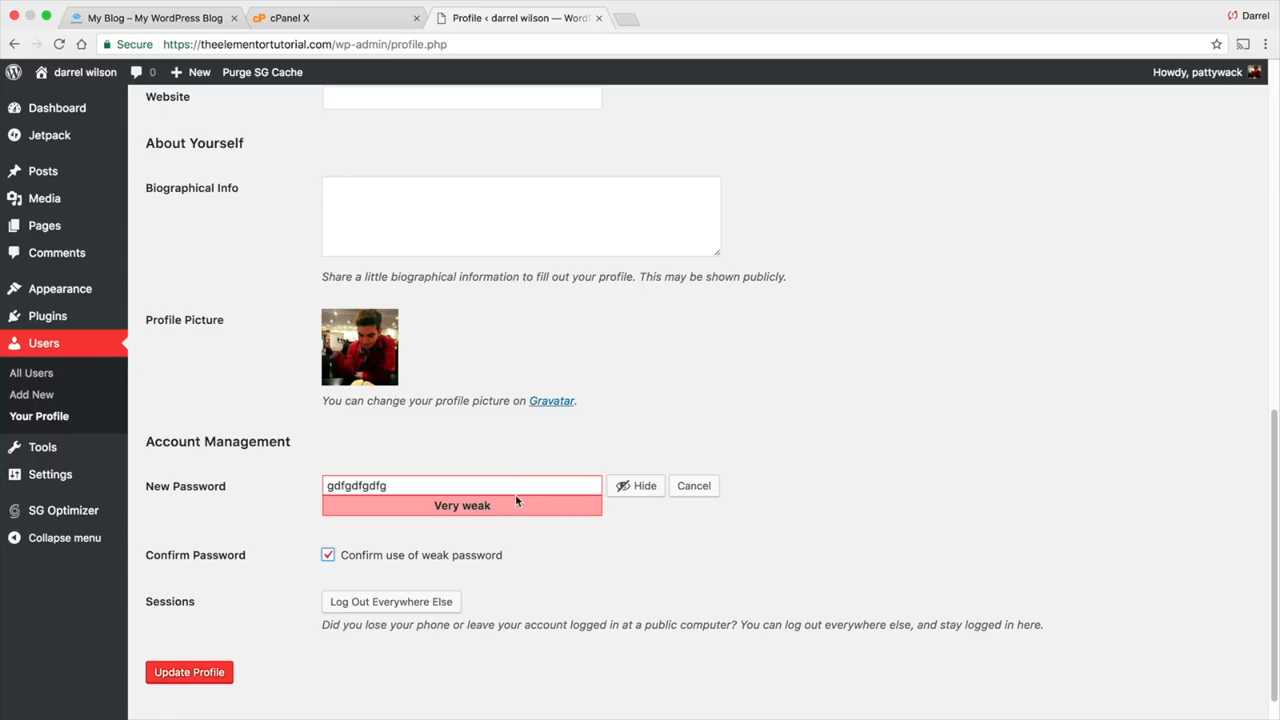 My Blog – My WordPress Blog
cP cPanel X
Profile ‹ darrel wilson — Word
Darrel
Secure https://theelementortutorial.com/wp-admin/profile.php
darrel wilson 0 New Purge SG Cache
Howdy, pattywack
Dashboard
Jetpack
Posts
Media
Pages
Comments
Appearance
Plugins
Users
All Users
Add New
Your Profile
Tools
Settings
SG Optimizer
Collapse menu
Website
About Yourself
Biographical Info
Share a little biographical information to fill out your profile. This may be shown publicly.
Profile Picture
You can change your profile picture on Gravatar.
Account Management
New Password
gdfgdfgdfg
Hide
Cancel
Very weak
Confirm Password
Confirm use of weak password
Sessions
Log Out Everywhere Else
Did you lose your phone or leave your account logged in at a public computer? You can log out everywhere else, and stay logged in here.
Update Profile